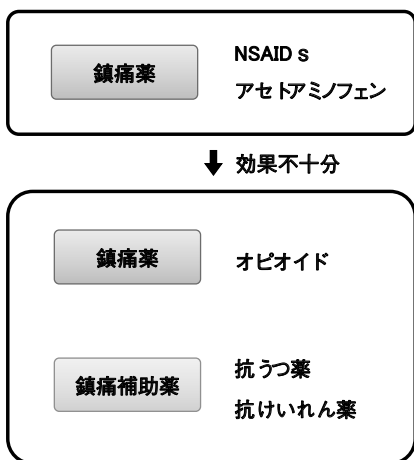 鎮痛薬
NSAID s
アセトアミノフェン
効果不十分
鎮痛薬
オピオイド
鎮痛補助薬
抗うつ薬
抗けいれん薬